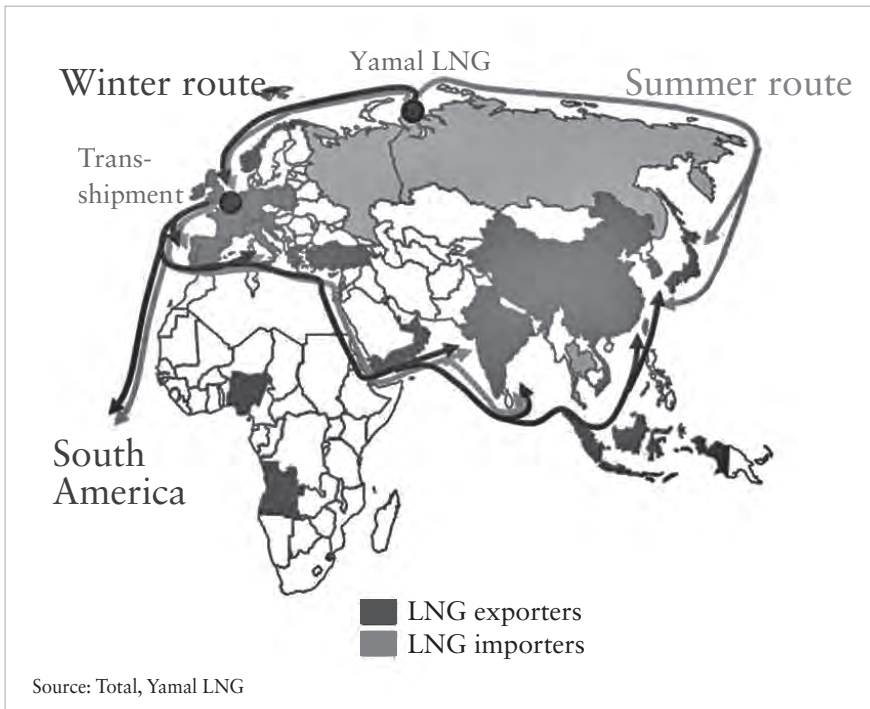 Yamal LNG
Winter route
Summer route
Trans-
shipment
South
America
LNG exporters
LNG importers
Source: Total, Yamal LNG